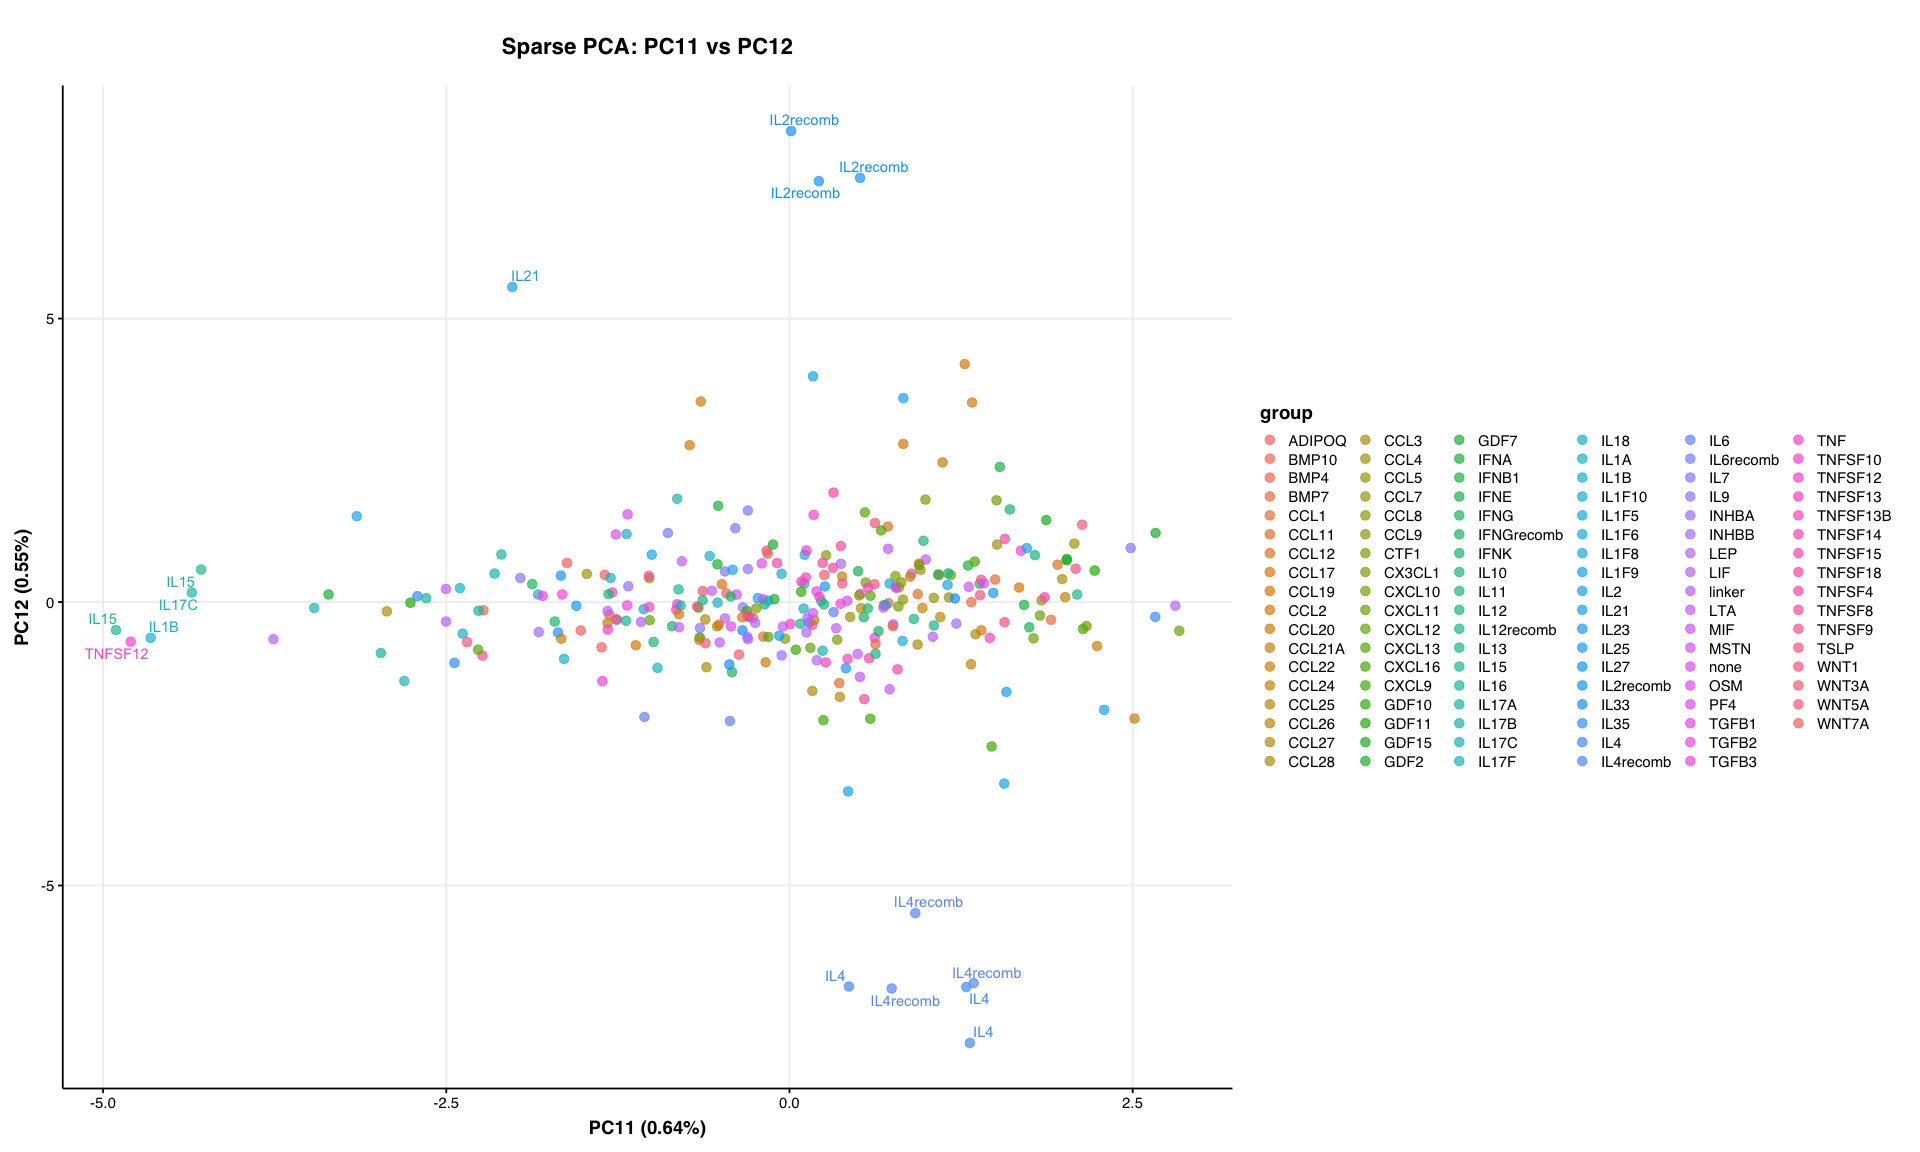 Sparse PCA: PC11 vs PC12
IL2recomb
IL2recomb
IL2recomb
IL21
5
0
-5
PC12 (0.55%)
IL15
IL17C
IL15
IL1B
TNFSF12
IL4recomb
IL4
IL4recomb
IL4recomb
IL4
IL4
-5.0 -2.5 0.0 2.5
PC11 (0.64%)
group
ADIPOQ CCL3 GDF7 IL18 IL6 TNF
BMP10 CCL4 IFNA IL1A IL6recomb TNFSF10
BMP4 CCL5 IFNB1 IL1B IL7 TNFSF12
BMP7 CCL7 IFNE IL1F10 IL9 TNFSF13
CCL1 CCL8 IFNG IL1F5 INHBA TNFSF13B
CCL11 CCL9 IFNGrecomb IL1F6 INHBB TNFSF14
CCL12 CTF1 IFNK IL1F8 LEP TNFSF15
CCL17 CX3CL1 IL10 IL1F9 LIF TNFSF18
CCL19 CXCL10 IL11 IL2 linker TNFSF4
CCL2 CXCL11 IL12 IL21 LTA TNFSF8
CCL20 CXCL12 IL12recomb IL23 MIF TNFSF9
CCL21A CXCL13 IL13 IL25 MSTN TSLP
CCL22 CXCL16 IL15 IL27 none WNT1
CCL24 CXCL9 IL16 IL2recomb OSM WNT3A
CCL25 GDF10 IL17A IL33 PF4 WNT5A
CCL26 GDF11 IL17B IL35 TGFB1 WNT7A
CCL27 GDF15 IL17C IL4 TGFB2
CCL28 GDF2 IL17F IL4recomb TGFB3